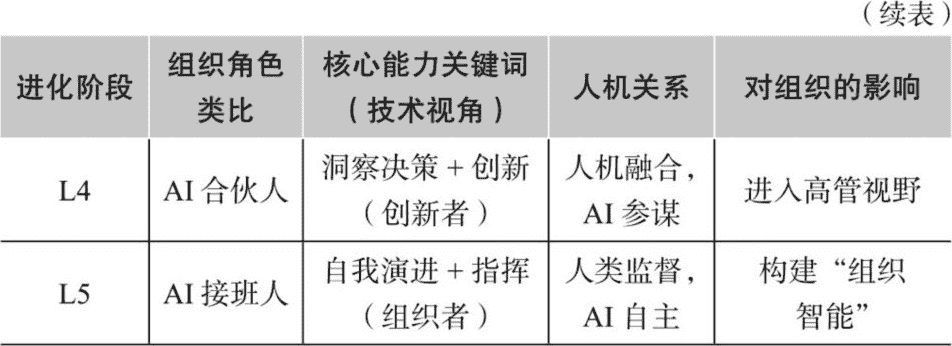 （续表）
进化阶段 组织角色类比 核心能力关键词（技术视角） 人机关系 对组织的影响
L4 AI 合伙人 洞察决策 + 创新（创新者） 人机融合，AI 参谋 进入高管视野
L5 AI 接班人 自我演进 + 指挥（组织者） 人类监督，AI 自主 构建“组织智能”